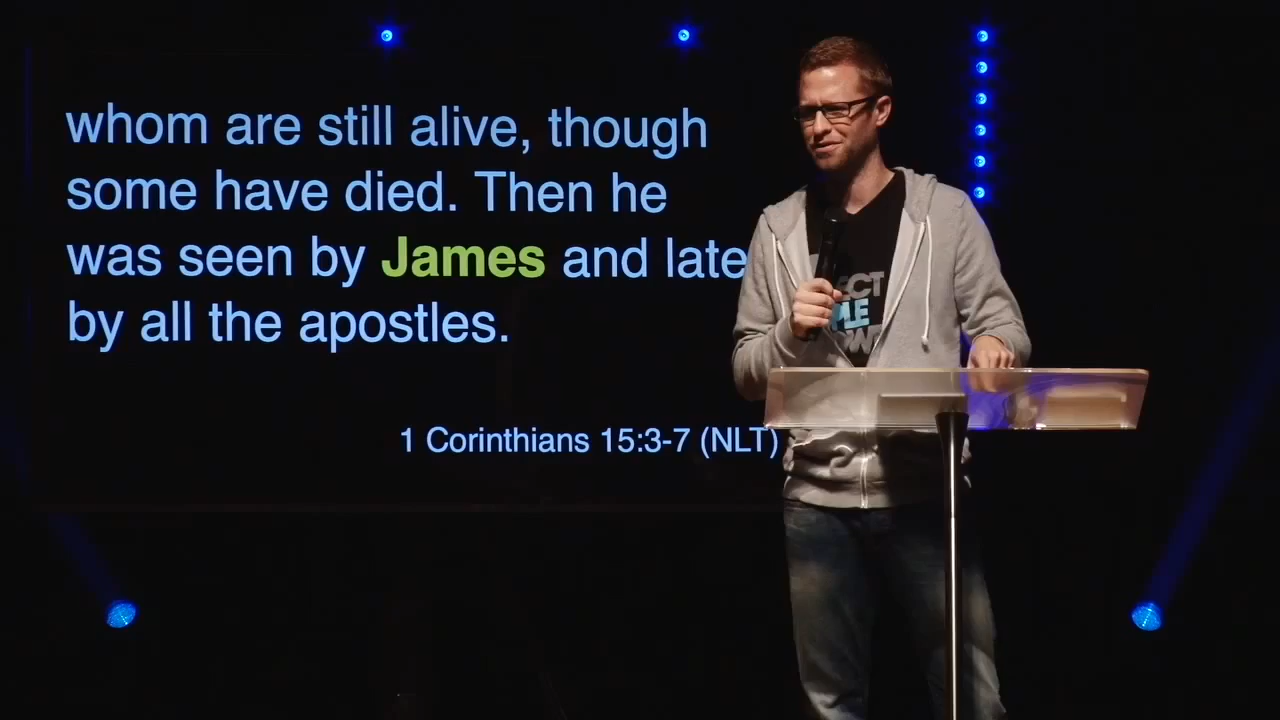 whom are still alive, though
some have died. Then he
was seen by James and late
by all the apostles.
1 Corinthians 15:3-7 (NLT)